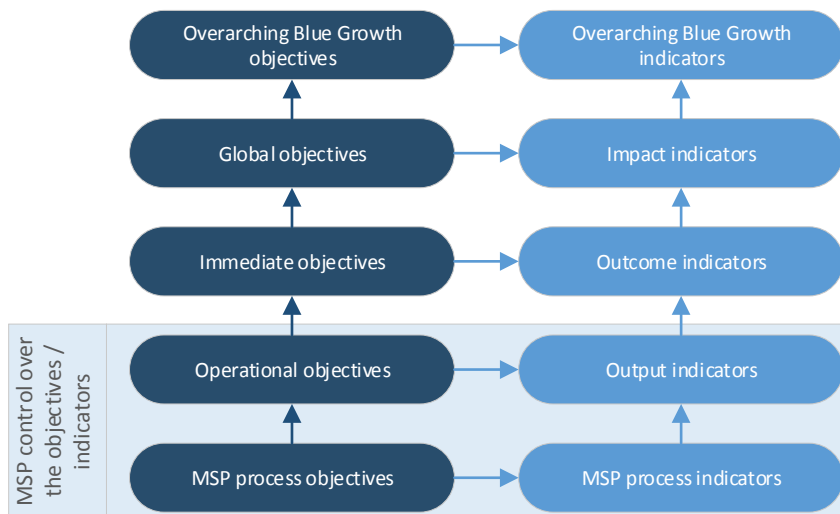 Overarching Blue Growth
objectives
Overarching Blue Growth
indicators
Global objectives
Impact indicators
Immediate objectives
Outcome indicators
MSP control over
the objectives /
indicators
Operational objectives
Output indicators
MSP process objectives
MSP process indicators